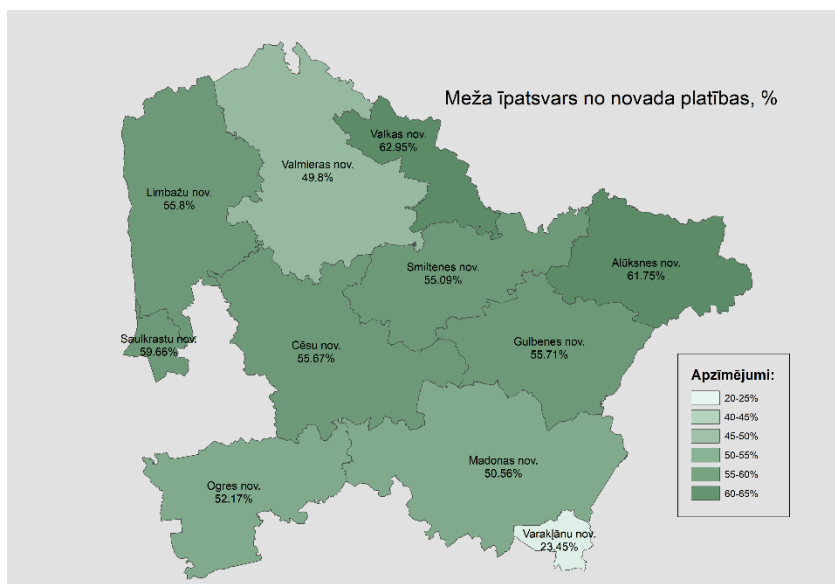 Meža īpatsvars no novada platības, %
Valkas nov.
62.95%
Valmieras nov.
49.8%
Limbažu nov.
55.8%
Smiltenes nov.
55.09%
Alūksnes nov.
61.75%
Saulkrastu nov.
59.66%
Cēsu nov.
55.67%
Gulbenes nov.
55.71%
Madonas nov.
50.56%
Ogres nov.
52.17%
Varakļānu nov.
23.45%
Apzīmējumi:
20-25%
40-45%
45-50%
50-55%
55-60%
60-65%